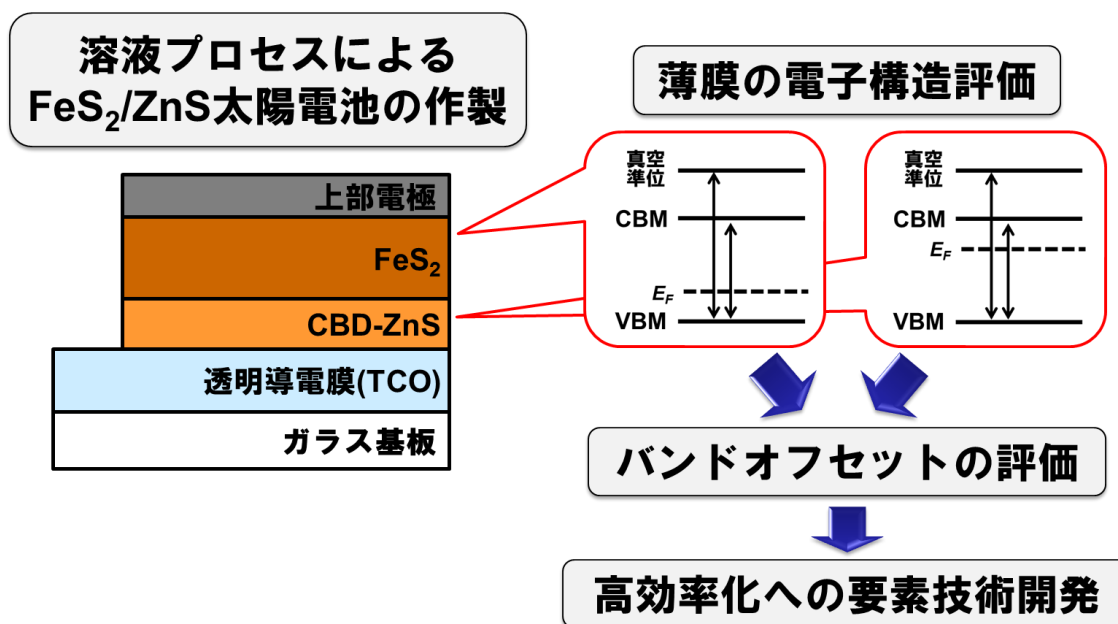 溶液プロセスによる
FeS₂/ZnS太陽電池の作製
上部電極
FeS₂
CBD-ZnS
透明導電膜(TCO)
ガラス基板
薄膜の電子構造評価
真空
準位
CBM
E_F
VBM
真空
準位
CBM
E_F
VBM
バンドオフセットの評価
高効率化への要素技術開発